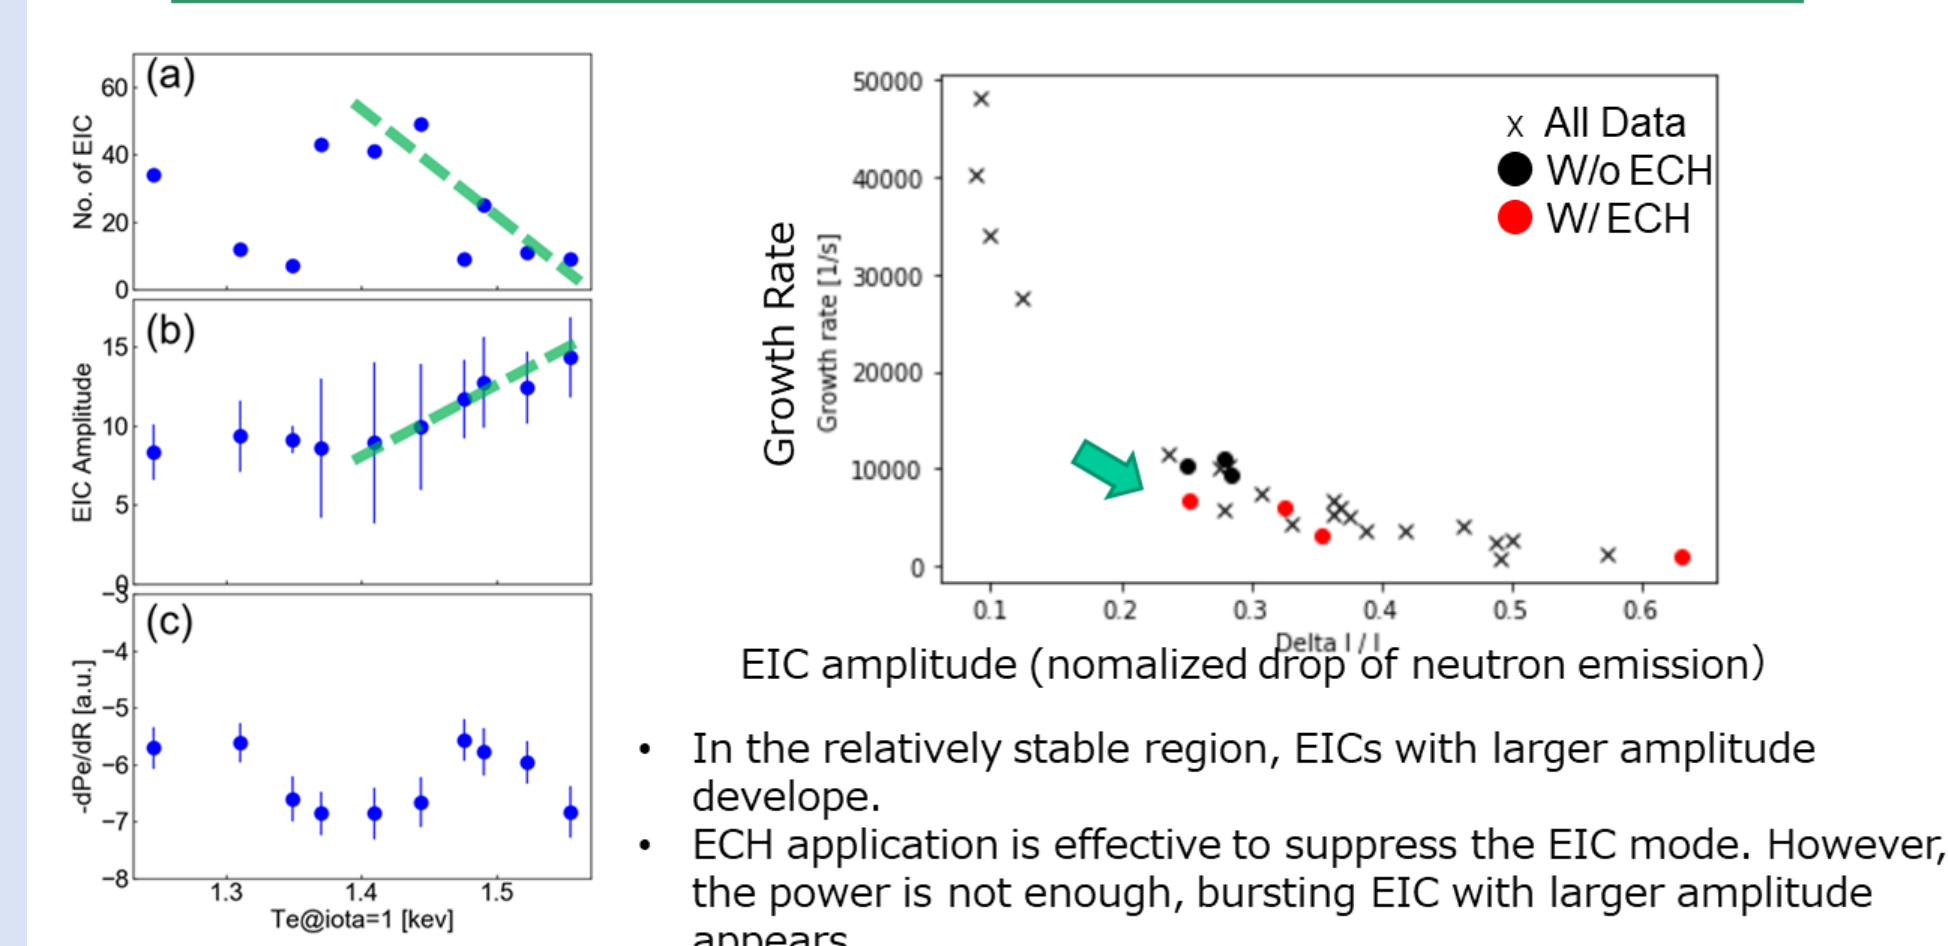 (a)
60
40
20
0
No. of EIC
(b)
15
10
5
0
EIC Amplitude
(c)
−3
−4
−5
−6
−7
−8
-dPe/dR [a.u.]
1.3 1.4 1.5
Te@iota=1 [kev]
50000
40000
30000
20000
10000
0
Growth Rate
Growth rate [1/s]
x All Data
W/o ECH
W/ ECH
0.1 0.2 0.3 0.4 0.5 0.6
Delta I / I
EIC amplitude (nomalized drop of neutron emission)
• In the relatively stable region, EICs with larger amplitude
develope.
• ECH application is effective to suppress the EIC mode. However,
the power is not enough, bursting EIC with larger amplitude
appears